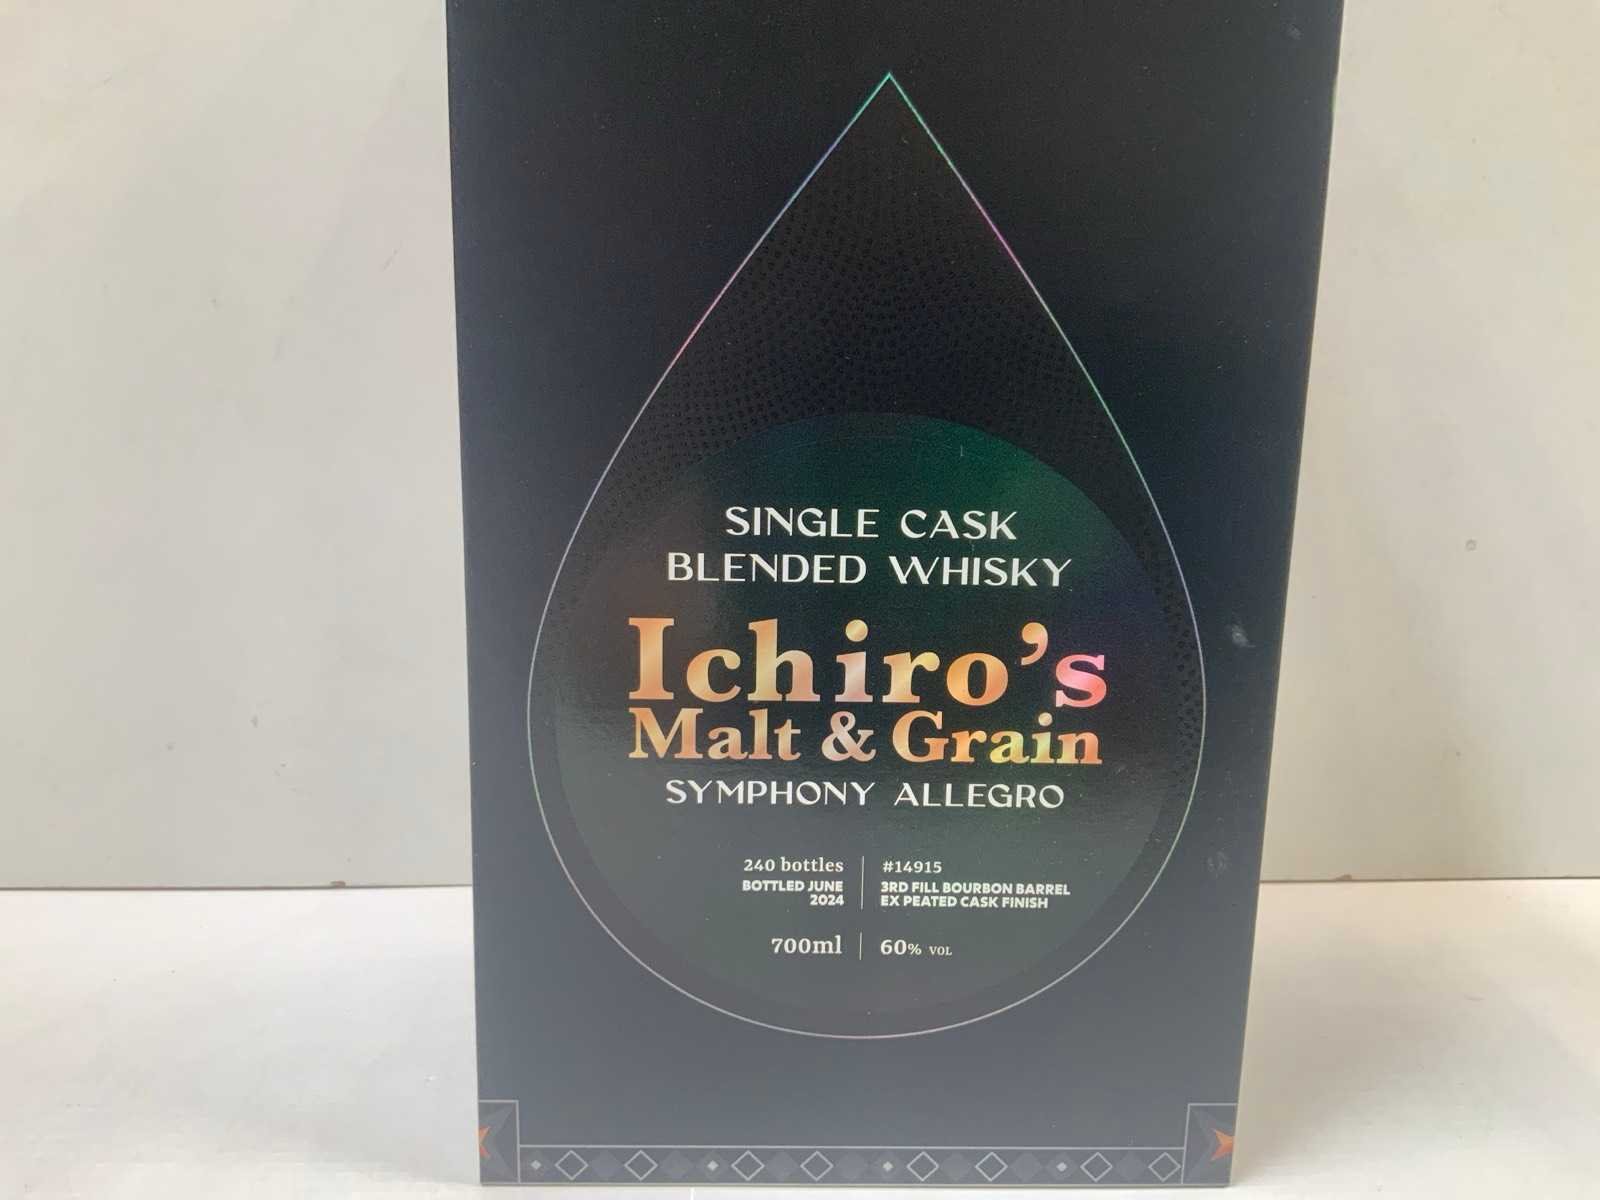 SINGLE CASK
BLENDED WHISKY
Ichiro's
Malt & Grain
SYMPHONY ALLEGRO
240 bottles
BOTTLED JUNE
2024
#14915
3RD FILL BOURBON BARREL
EX PEATED CASK FINISH
700ml
60% VOL